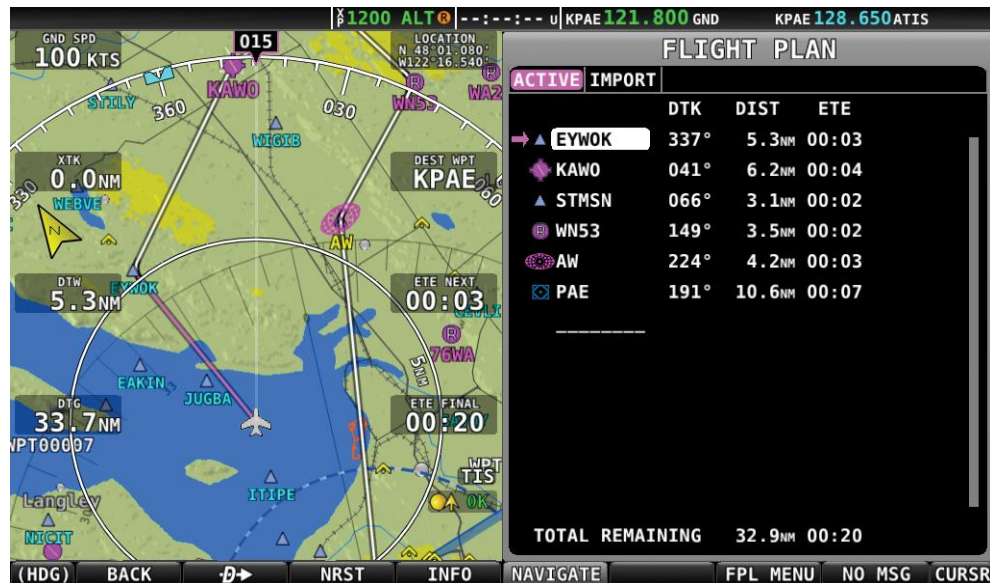 1200 ALT R --:--:-- U KPAE 121.800 GND KPAE 128.650 ATIS
GND SPD
100 KTS
015
LOCATION
N 48°01.080'
W122°16.540'
KAWO
WN53
WA2
STILY
360
030
WIGIB
XTK
0.0NM
DEST WPT
KPAE
060
330
WEBVE
N
AW
DTW
5.3NM
EYWOK
ETE NEXT
00:03
76WA
5NM
EAKIN
JUGBA
DTG
33.7NM
ETE FINAL
00:20
WPT00007
WPT
TIS
Langley
ITIPE
OK
NICIT
(HDG) BACK D NRST INFO
FLIGHT PLAN
ACTIVE IMPORT
DTK DIST ETE
EYWOK 337° 5.3NM 00:03
KAWO 041° 6.2NM 00:04
STMSN 066° 3.1NM 00:02
R WN53 149° 3.5NM 00:02
AW 224° 4.2NM 00:03
PAE 191° 10.6NM 00:07
________
TOTAL REMAINING 32.9NM 00:20
NAVIGATE FPL MENU NO MSG CURSR